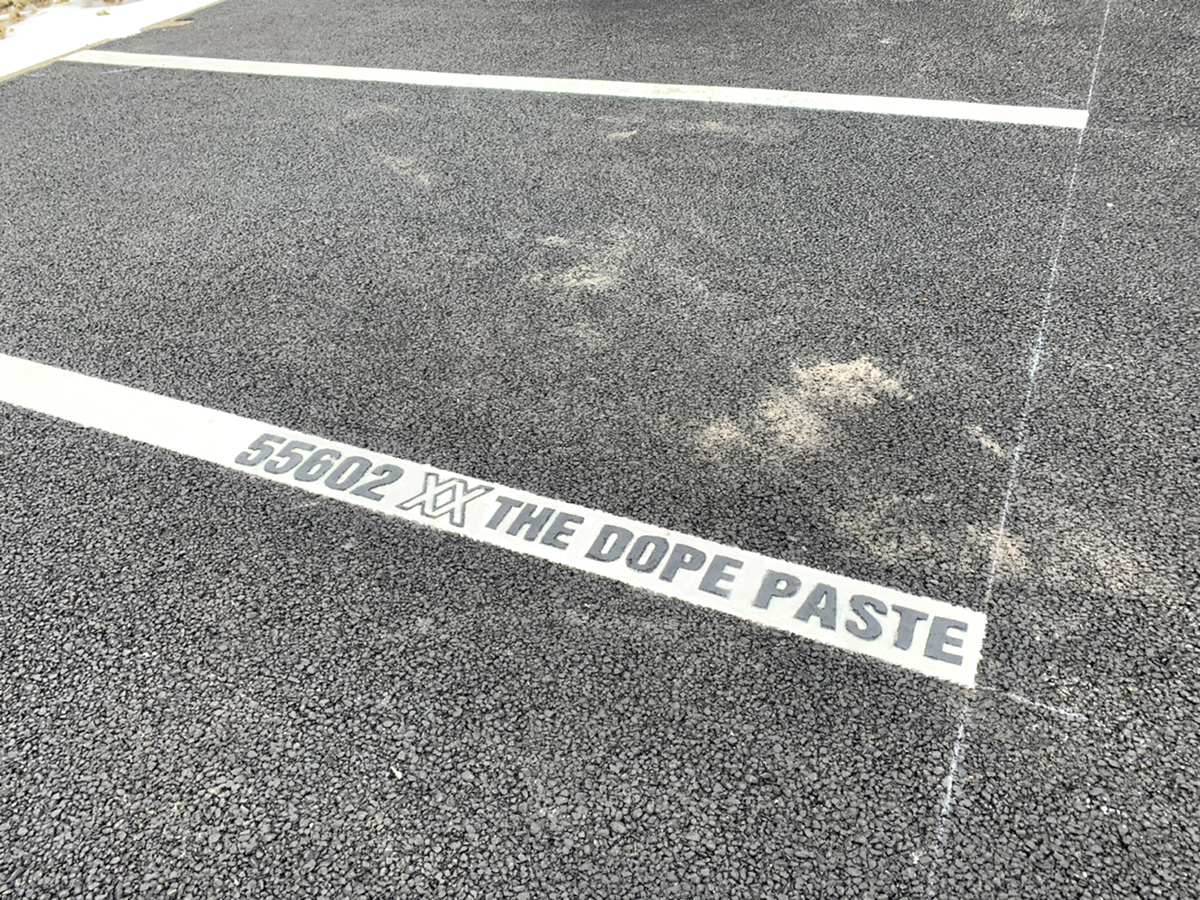 55602 XX THE DOPE PASTE